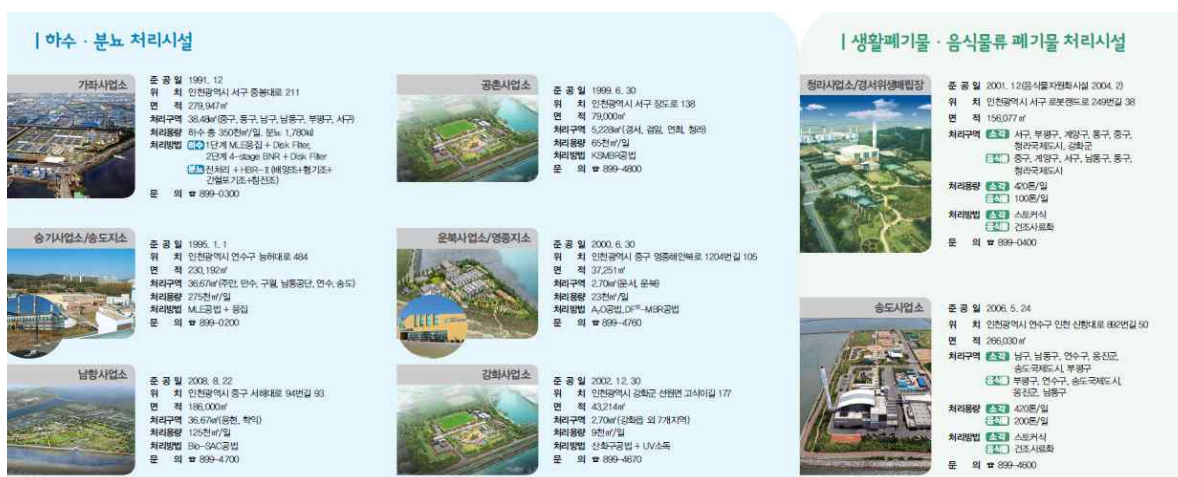 | 하수 · 분뇨 처리시설
가좌사업소
준 공 일 1991. 12
위 치 인천광역시 서구 중봉대로 211
면 적 279,947㎡
처리구역 38.48㎢(중구, 동구, 남구, 남동구, 부평구, 서구)
처리용량 하수 총 350천㎥/일, 분뇨 1,780㎘
처리방법 하수 1단계 MLE응집 + Disk Filter,
2단계 4-stage BNR + Disk Filter
분뇨 전처리 + HBR-Ⅱ(배양조+혐기조+
간헐포기조+침전조)
문 의 ☎ 899-0300
승기사업소/송도지소
준 공 일 1995. 1. 1
위 치 인천광역시 연수구 능허대로 484
면 적 230,192㎡
처리구역 36.67㎢(주안, 만수, 구월, 남동공단, 연수, 송도)
처리용량 275천㎥/일
처리방법 MLE공법 + 응집
문 의 ☎ 899-0200
남항사업소
준 공 일 2008. 8. 22
위 치 인천광역시 중구 서해대로 94번길 93
면 적 186,000㎡
처리구역 36.67㎢(용현, 학익)
처리용량 125천㎥/일
처리방법 Bio-SAC공법
문 의 ☎ 899-4700
공촌사업소
준 공 일 1999. 6. 30
위 치 인천광역시 서구 장도로 138
면 적 79,000㎡
처리구역 5,228㎢(경서, 검암, 연희, 청라)
처리용량 65천㎥/일
처리방법 KSMBR공법
문 의 ☎ 899-4800
운북사업소/영종지소
준 공 일 2000. 6. 30
위 치 인천광역시 중구 영종해안북로 1204번길 105
면 적 37,251㎡
처리구역 2.70㎢(운서, 운북)
처리용량 23천㎥/일
처리방법 A₂O공법, DF®-MBR공법
문 의 ☎ 899-4760
강화사업소
준 공 일 2002. 12. 30
위 치 인천광역시 강화군 선원면 고식이길 177
면 적 43,214㎡
처리구역 2.70㎢(강화읍 외 7개지역)
처리용량 9천㎥/일
처리방법 산화구공법 + UV소독
문 의 ☎ 899-4670
| 생활폐기물 · 음식물류 폐기물 처리시설
청라사업소/경서위생매립장
준 공 일 2001. 12(음식물자원화시설 2004. 2)
위 치 인천광역시 서구 로봇랜드로 249번길 38
면 적 156,077㎡
처리구역 소각 서구, 부평구, 계양구, 동구, 중구,
청라국제도시, 강화군
음식물 중구, 계양구, 서구, 남동구, 동구,
청라국제도시
처리용량 소각 420톤/일
음식물 100톤/일
처리방법 소각 스토커식
음식물 건조사료화
문 의 ☎ 899-0400
송도사업소
준 공 일 2006. 5. 24
위 치 인천광역시 연수구 인천 신항대로 892번길 50
면 적 266,030㎡
처리구역 소각 남구, 남동구, 연수구, 옹진군,
송도국제도시, 부평구
음식물 부평구, 연수구, 송도국제도시,
옹진군, 남동구
처리용량 소각 420톤/일
음식물 200톤/일
처리방법 소각 스토커식
음식물 건조사료화
문 의 ☎ 899-4600